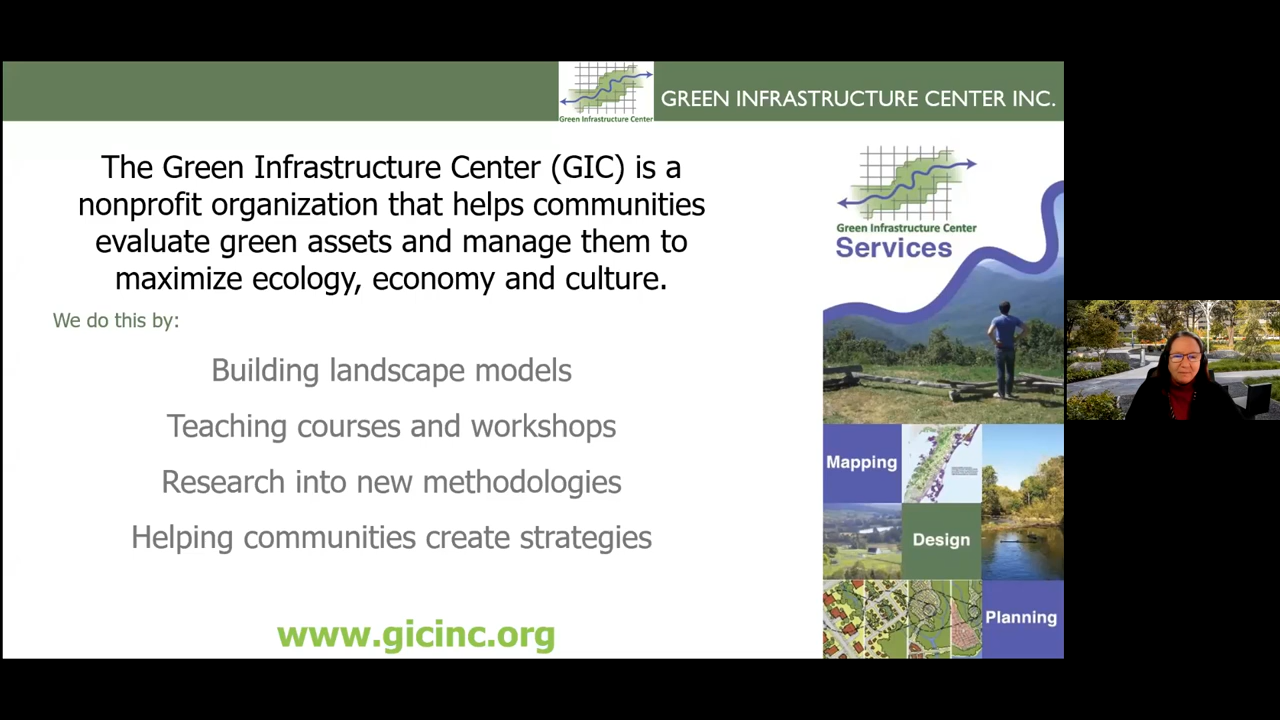 Green Infrastructure Center
GREEN INFRASTRUCTURE CENTER INC.
The Green Infrastructure Center (GIC) is a
nonprofit organization that helps communities
evaluate green assets and manage them to
maximize ecology, economy and culture.
We do this by:
Building landscape models
Teaching courses and workshops
Research into new methodologies
Helping communities create strategies
www.gicinc.org
Green Infrastructure Center
Services
Mapping
Design
Planning